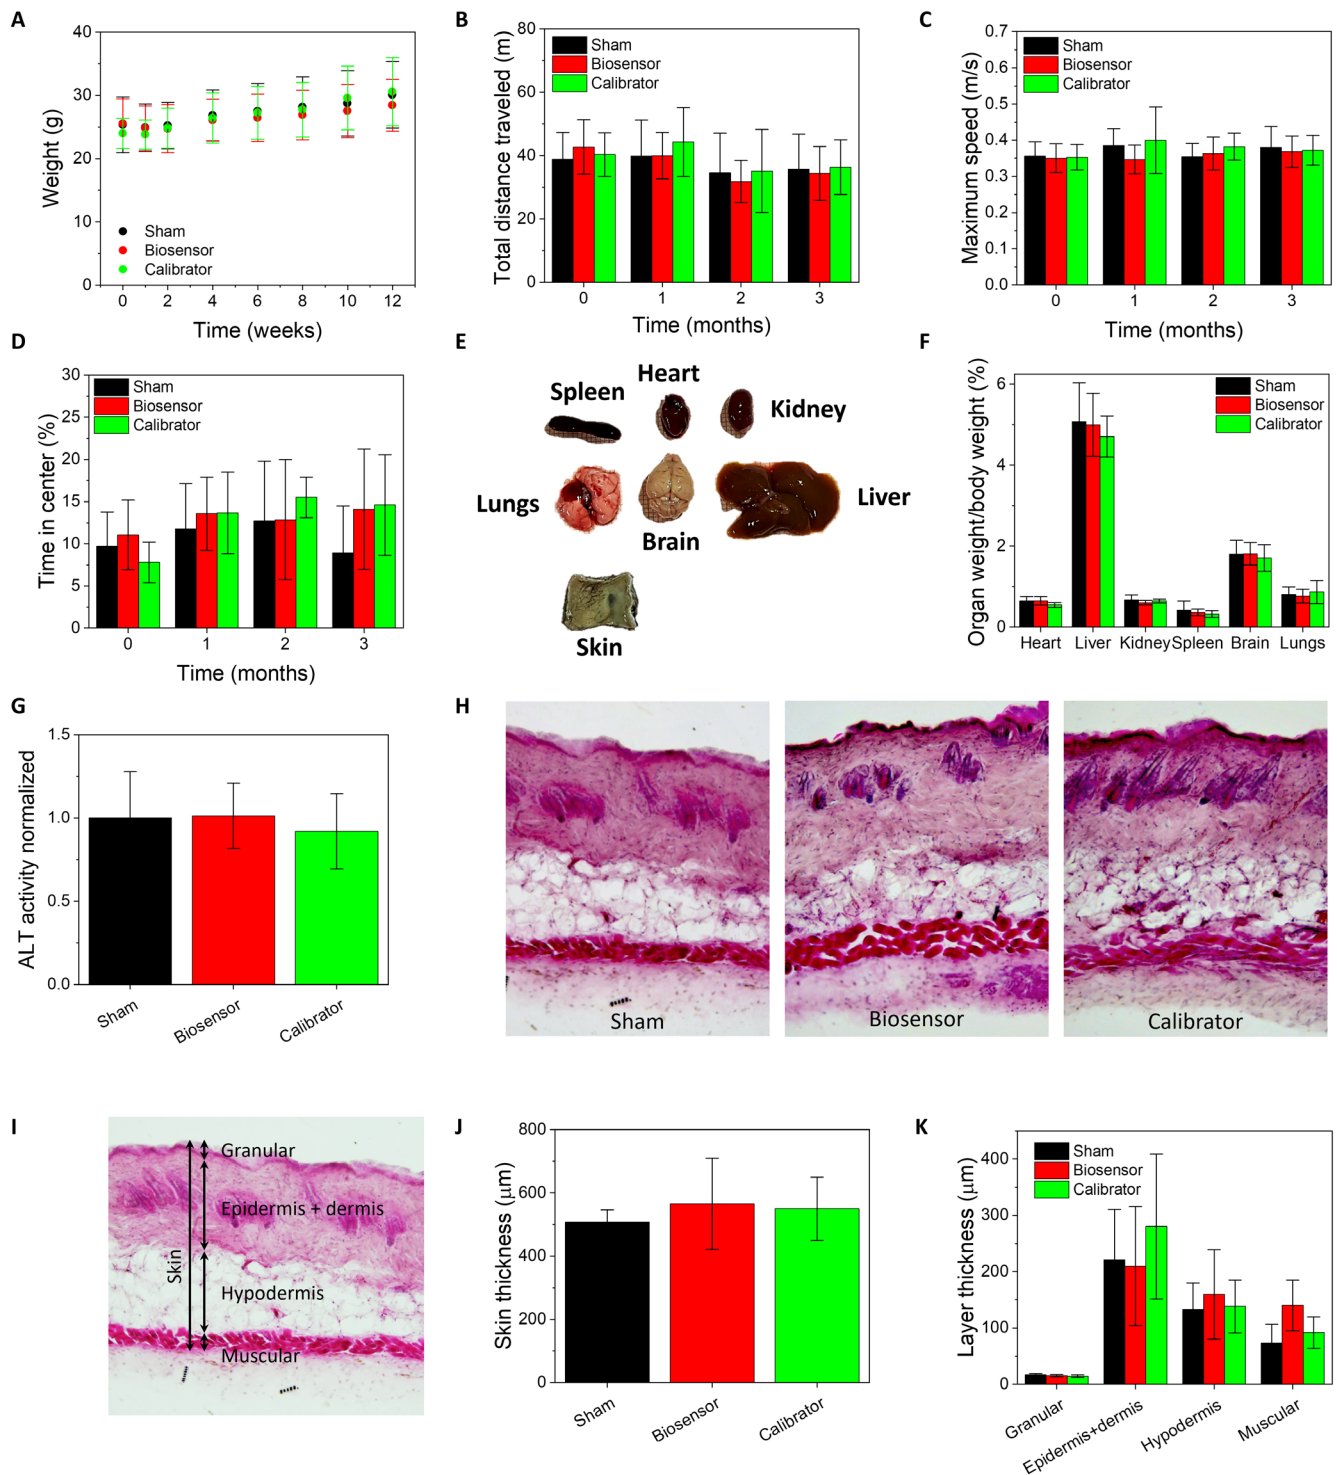 A
40
30
20
10
0
Weight (g)
Sham
Biosensor
Calibrator
0 2 4 6 8 10 12
Time (weeks)
B
80
60
40
20
0
Total distance traveled (m)
Sham
Biosensor
Calibrator
0 1 2 3
Time (months)
C
0.7
0.6
0.5
0.4
0.3
0.2
0.1
0.0
Maximum speed (m/s)
Sham
Biosensor
Calibrator
0 1 2 3
Time (months)
D
30
25
20
15
10
5
0
Time in center (%)
Sham
Biosensor
Calibrator
0 1 2 3
Time (months)
E
Heart
Spleen
Kidney
Lungs
Liver
Brain
Skin
F
6
4
2
0
Organ weight/body weight (%)
Sham
Biosensor
Calibrator
Heart Liver Kidney Spleen Brain Lungs
G
1.5
1.0
0.5
0.0
ALT activity normalized
Sham
Biosensor
Calibrator
H
Sham
Biosensor
Calibrator
I
Granular
Epidermis + dermis
Skin
Hypodermis
Muscular
J
800
600
400
200
0
Skin thickness (μm)
Sham
Biosensor
Calibrator
K
400
300
200
100
0
Layer thickness (μm)
Sham
Biosensor
Calibrator
Granular
Epidermis+dermis
Hypodermis
Muscular